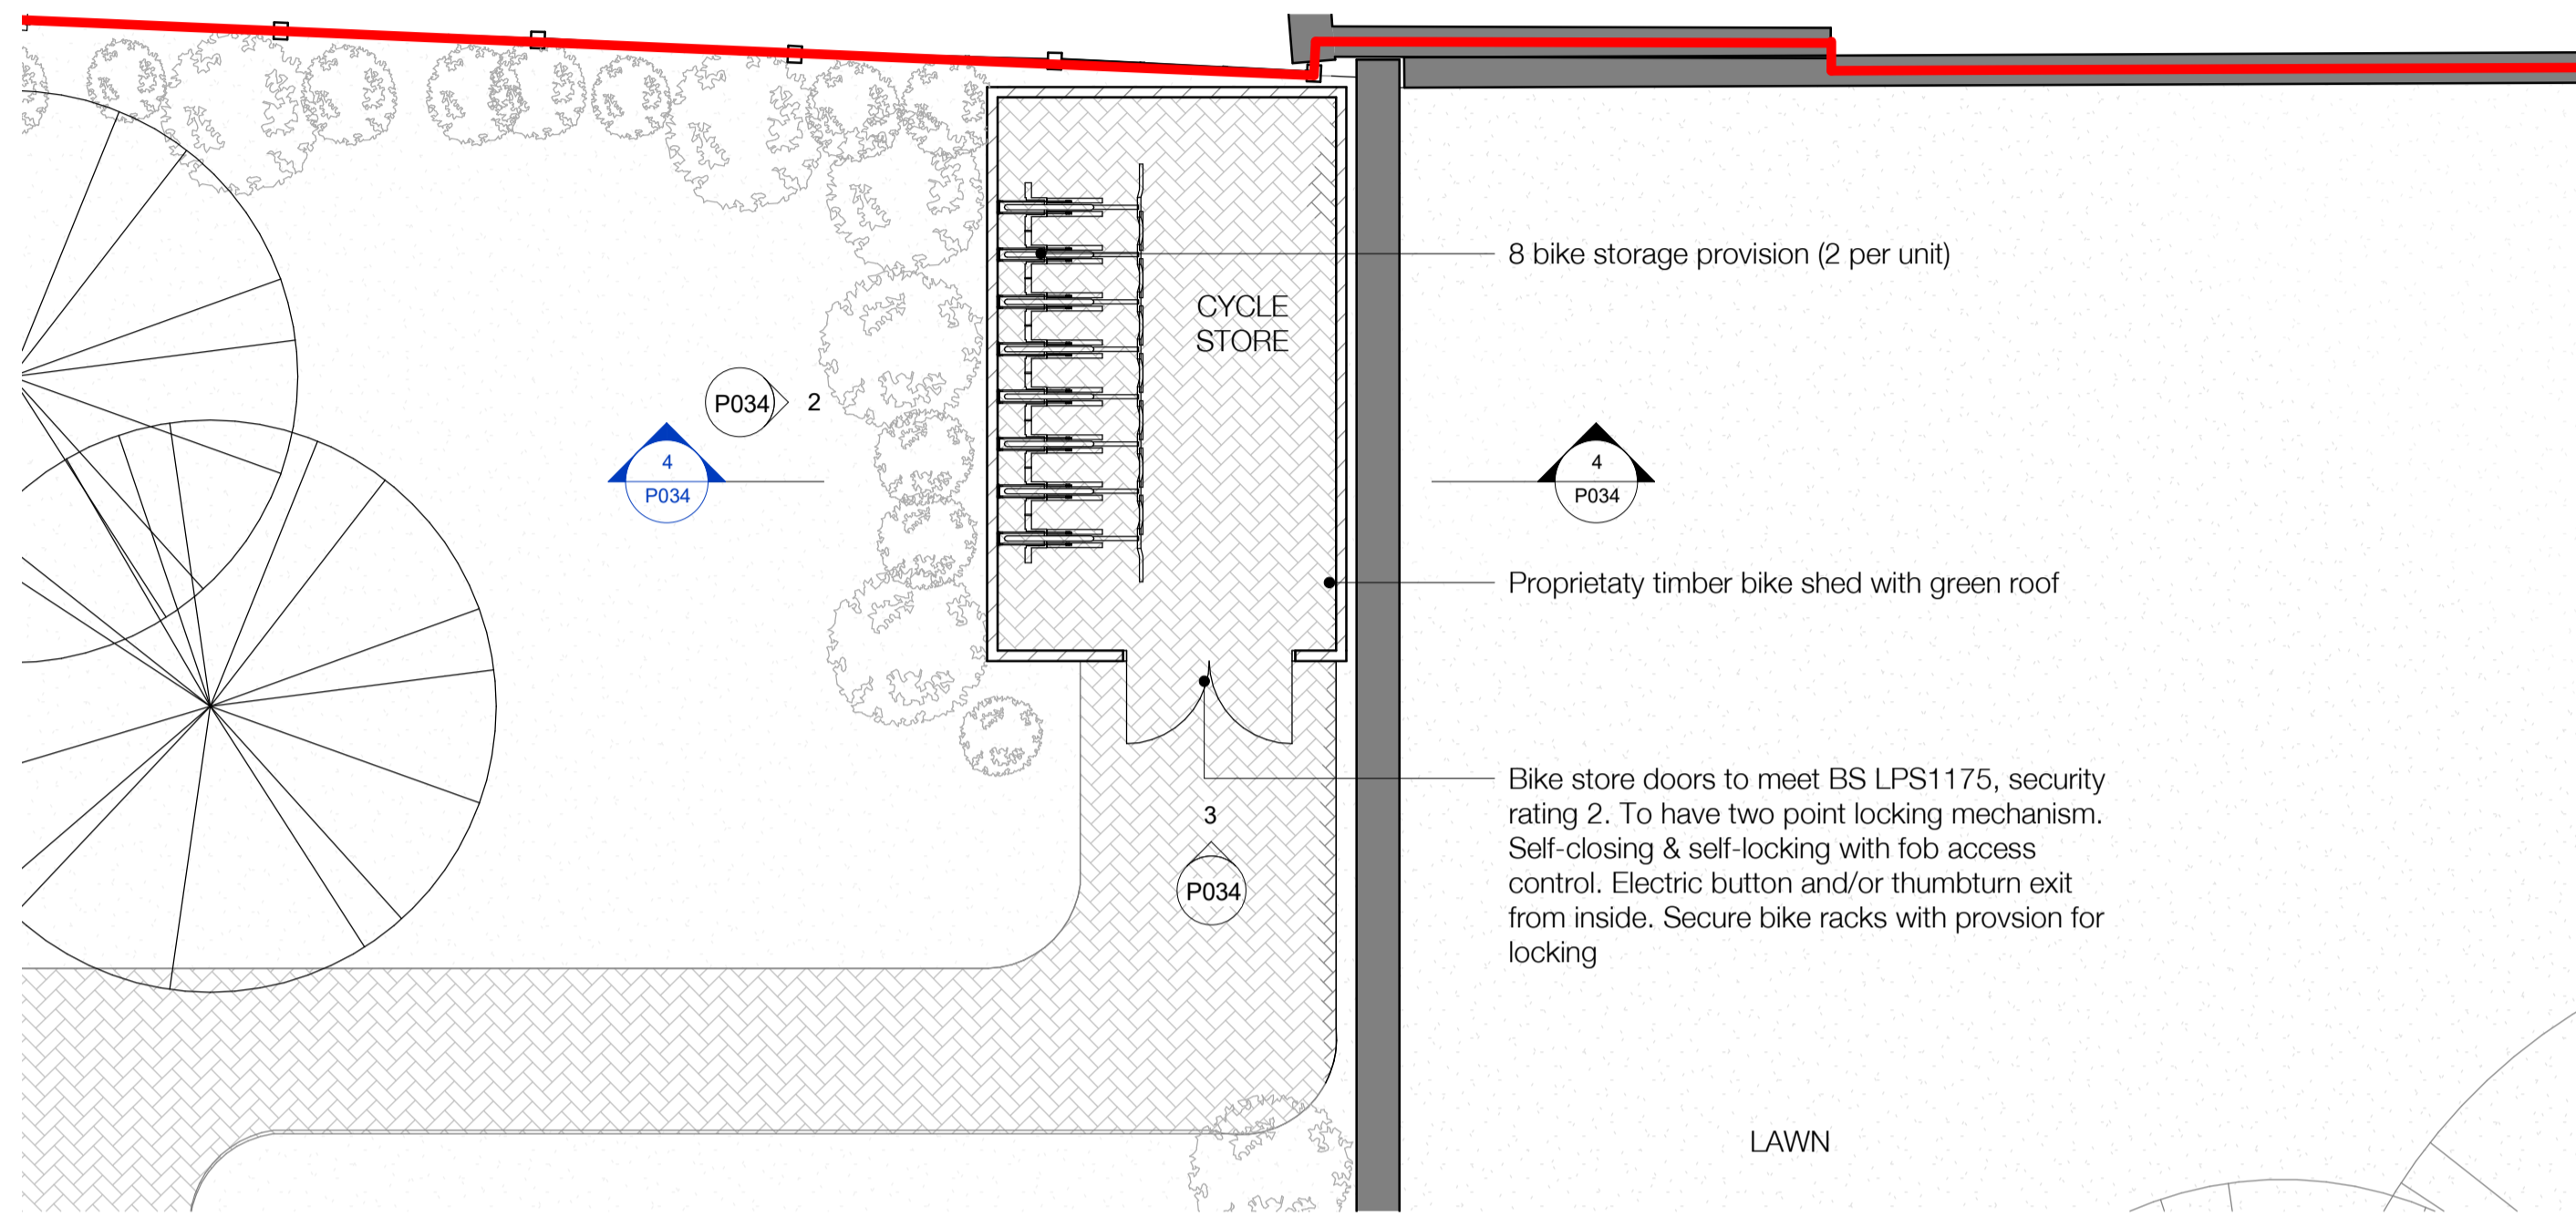 8 bike storage provision (2 per unit)
CYCLE
STORE
P034 2
4
P034
4
P034
Proprietaty timber bike shed with green roof
Bike store doors to meet BS LPS1175, security
rating 2. To have two point locking mechanism.
Self-closing & self-locking with fob access
control. Electric button and/or thumbturn exit
from inside. Secure bike racks with provsion for
locking
3
P034
LAWN